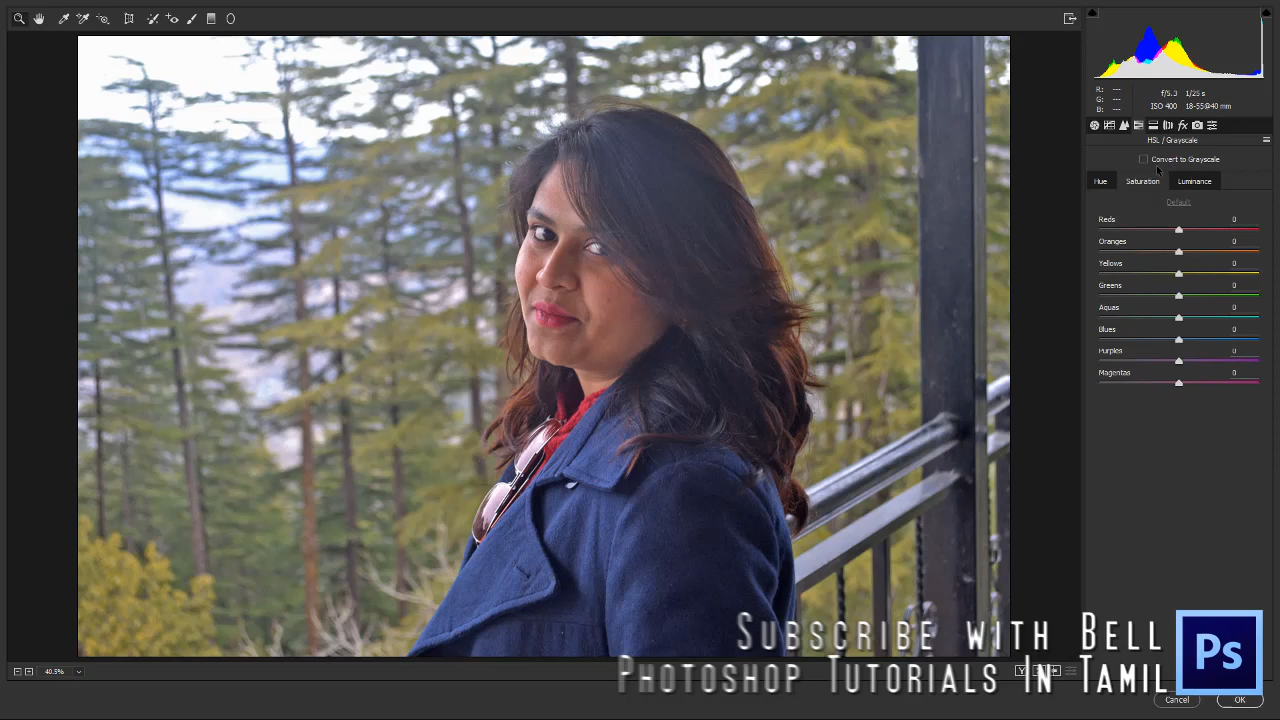 R: ---
G: ---
B: ---
f/5.3 1/25 s
ISO 400 18-55@40 mm
fx
HSL / Grayscale
Convert to Grayscale
Hue Saturation Luminance
Default
Reds 0
Oranges 0
Yellows 0
Greens 0
Aquas 0
Blues 0
Purples 0
Magentas 0
Subscribe with Bell
Photoshop Tutorials In Tamil
Ps
40.5%
Y
Cancel OK